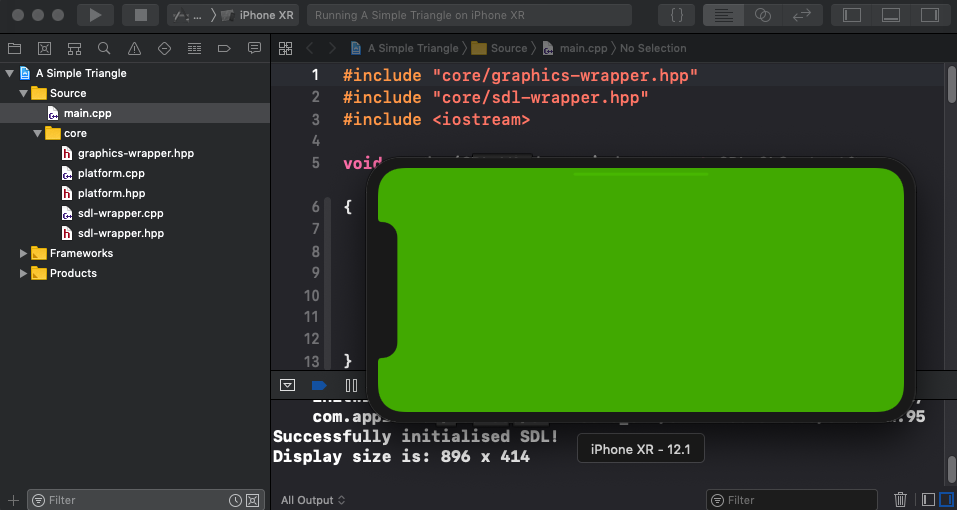 iPhone XR
Running A Simple Triangle on iPhone XR
A Simple Triangle
Source
main.cpp
core
graphics-wrapper.hpp
platform.cpp
platform.hpp
sdl-wrapper.cpp
sdl-wrapper.hpp
Frameworks
Products
Filter
A Simple Triangle
Source
main.cpp
No Selection
1 #include "core/graphics-wrapper.hpp"
2 #include "core/sdl-wrapper.hpp"
3 #include <iostream>
4
5 void
6 {
7
8
9
10
11
12
13 }
com.app
.95
Successfully initialised SDL!
Display size is: 896 x 414
iPhone XR - 12.1
All Output
Filter